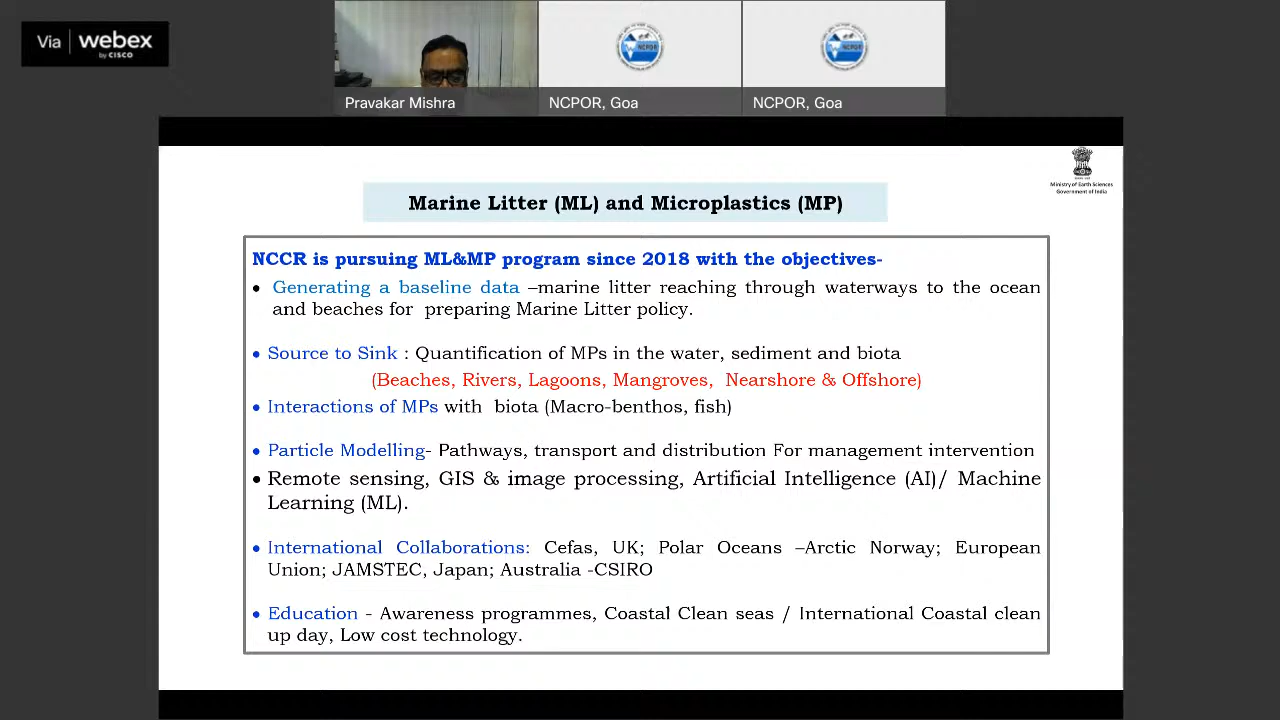 Via webex
by CISCO
NCPOR
NCPOR
Pravakar Mishra
NCPOR, Goa
NCPOR, Goa
Ministry of Earth Sciences
Government of India
Marine Litter (ML) and Microplastics (MP)
NCCR is pursuing ML&MP program since 2018 with the objectives-
• Generating a baseline data –marine litter reaching through waterways to the ocean
and beaches for preparing Marine Litter policy.
• Source to Sink : Quantification of MPs in the water, sediment and biota
(Beaches, Rivers, Lagoons, Mangroves, Nearshore & Offshore)
• Interactions of MPs with biota (Macro-benthos, fish)
• Particle Modelling- Pathways, transport and distribution For management intervention
• Remote sensing, GIS & image processing, Artificial Intelligence (AI)/ Machine
Learning (ML).
• International Collaborations: Cefas, UK; Polar Oceans –Arctic Norway; European
Union; JAMSTEC, Japan; Australia -CSIRO
• Education - Awareness programmes, Coastal Clean seas / International Coastal clean
up day, Low cost technology.